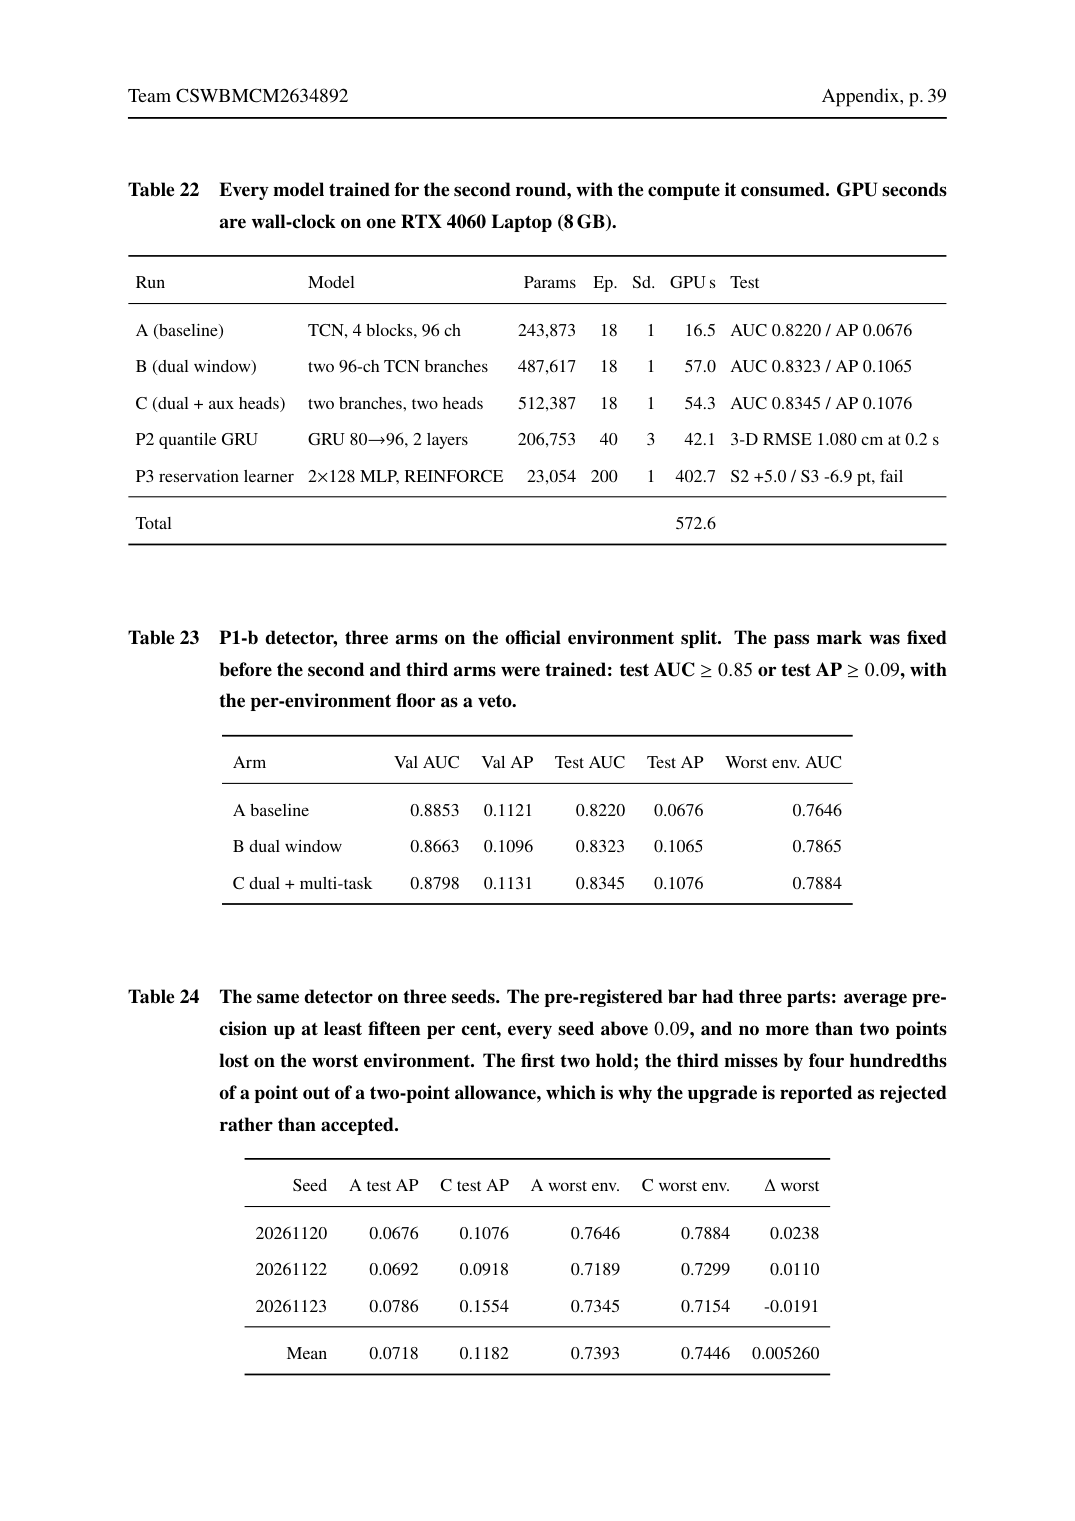 Team CSWBMCM2634892 Appendix, p. 39
Table 22 Every model trained for the second round, with the compute it consumed. GPU seconds
are wall-clock on one RTX 4060 Laptop (8 GB).
Run Model Params Ep. Sd. GPU s Test
A (baseline) TCN, 4 blocks, 96 ch 243,873 18 1 16.5 AUC 0.8220 / AP 0.0676
B (dual window) two 96-ch TCN branches 487,617 18 1 57.0 AUC 0.8323 / AP 0.1065
C (dual + aux heads) two branches, two heads 512,387 18 1 54.3 AUC 0.8345 / AP 0.1076
P2 quantile GRU GRU 80→96, 2 layers 206,753 40 3 42.1 3-D RMSE 1.080 cm at 0.2 s
P3 reservation learner 2×128 MLP, REINFORCE 23,054 200 1 402.7 S2 +5.0 / S3 -6.9 pt, fail
Total 572.6
Table 23 P1-b detector, three arms on the official environment split. The pass mark was fixed
before the second and third arms were trained: test AUC ≥ 0.85 or test AP ≥ 0.09, with
the per-environment floor as a veto.
Arm Val AUC Val AP Test AUC Test AP Worst env. AUC
A baseline 0.8853 0.1121 0.8220 0.0676 0.7646
B dual window 0.8663 0.1096 0.8323 0.1065 0.7865
C dual + multi-task 0.8798 0.1131 0.8345 0.1076 0.7884
Table 24 The same detector on three seeds. The pre-registered bar had three parts: average pre-
cision up at least fifteen per cent, every seed above 0.09, and no more than two points
lost on the worst environment. The first two hold; the third misses by four hundredths
of a point out of a two-point allowance, which is why the upgrade is reported as rejected
rather than accepted.
Seed A test AP C test AP A worst env. C worst env. Δ worst
20261120 0.0676 0.1076 0.7646 0.7884 0.0238
20261122 0.0692 0.0918 0.7189 0.7299 0.0110
20261123 0.0786 0.1554 0.7345 0.7154 -0.0191
Mean 0.0718 0.1182 0.7393 0.7446 0.005260